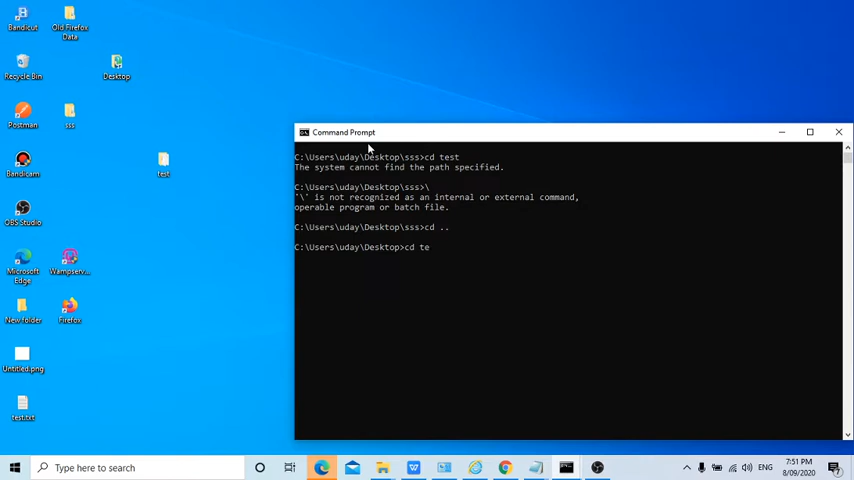 Bandicut
Old Firefox
Data
Recycle Bin
Desktop
Postman
sss
Bandicam
test
OBS Studio
Microsoft
Edge
Wampserv...
New folder
Firefox
Untitled.png
test.txt
Command Prompt
C:\Users\uday\Desktop\sss>cd test
The system cannot find the path specified.
C:\Users\uday\Desktop\sss>\
'\' is not recognized as an internal or external command,
operable program or batch file.
C:\Users\uday\Desktop\sss>cd ..
C:\Users\uday\Desktop>cd te
Type here to search
ENG
7:51 PM
8/09/2020